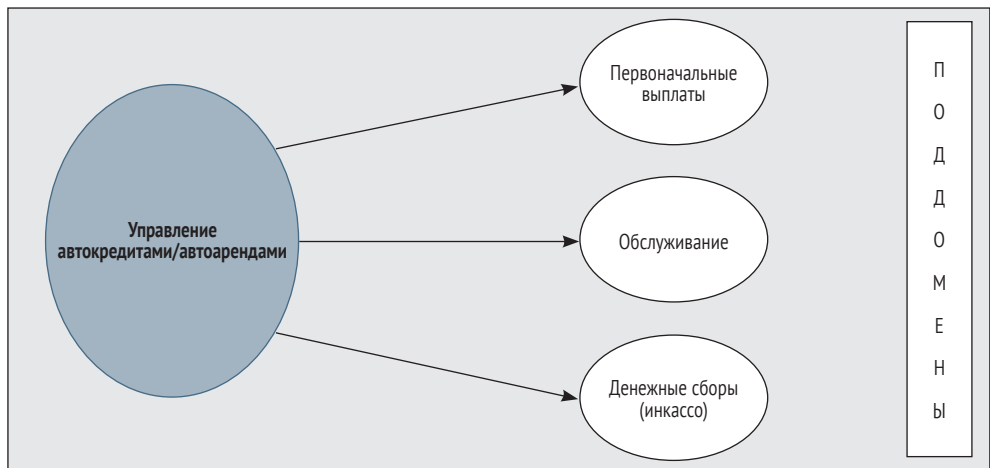 Первоначальные
выплаты
Управление
автокредитами/автоарендами
Обслуживание
Денежные сборы
(инкассо)
П
О
Д
Д
О
М
Е
Н
Ы